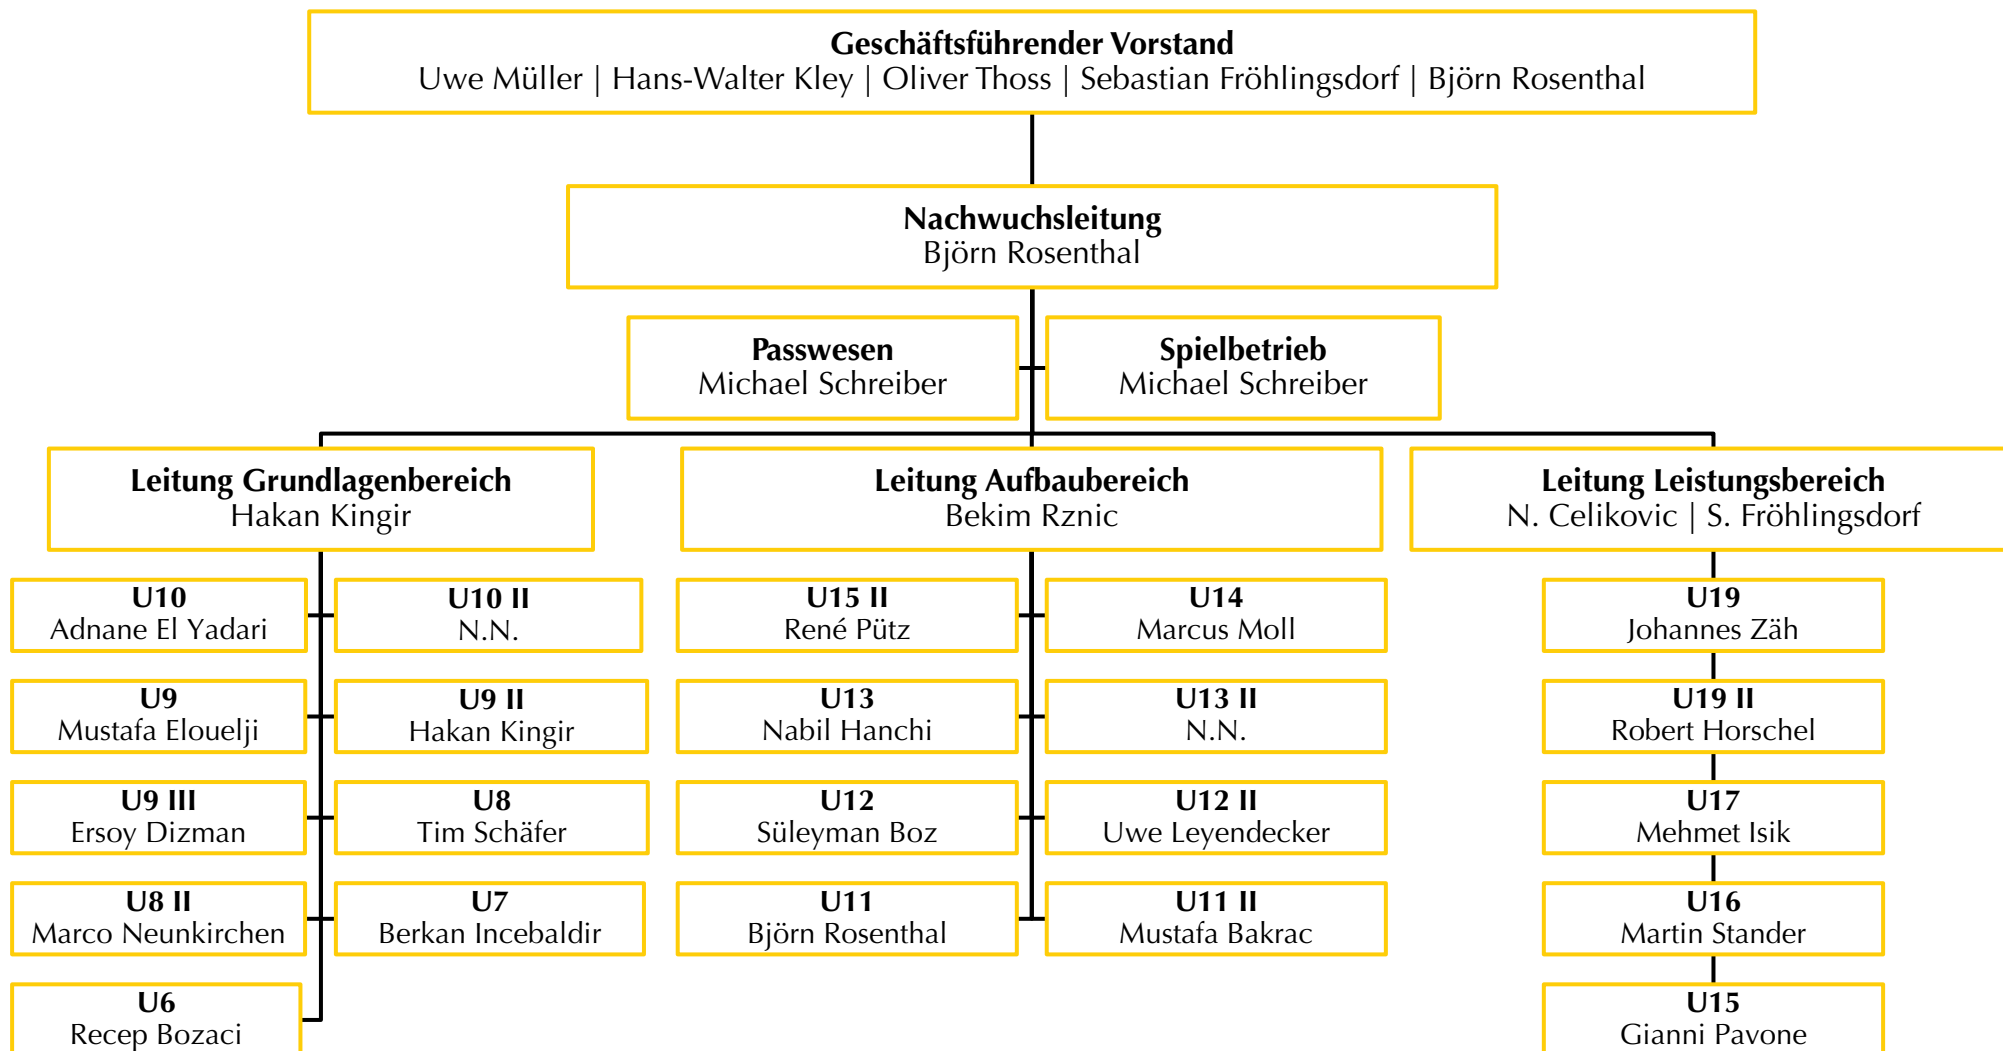 Geschäftsführender Vorstand
Uwe Müller | Hans-Walter Kley | Oliver Thoss | Sebastian Fröhlingsdorf | Björn Rosenthal
Nachwuchsleitung
Björn Rosenthal
Passwesen
Michael Schreiber
Spielbetrieb
Michael Schreiber
Leitung Grundlagenbereich
Hakan Kingir
Leitung Aufbaubereich
Bekim Rznic
Leitung Leistungsbereich
N. Celikovic | S. Fröhlingsdorf
U10
Adnane El Yadari
U10 II
N.N.
U15 II
René Pütz
U14
Marcus Moll
U19
Johannes Zäh
U9
Mustafa Elouelji
U9 II
Hakan Kingir
U13
Nabil Hanchi
U13 II
N.N.
U19 II
Robert Horschel
U9 III
Ersoy Dizman
U8
Tim Schäfer
U12
Süleyman Boz
U12 II
Uwe Leyendecker
U17
Mehmet Isik
U8 II
Marco Neunkirchen
U7
Berkan Incebaldir
U11
Björn Rosenthal
U11 II
Mustafa Bakrac
U16
Martin Stander
U6
Recep Bozaci
U15
Gianni Pavone